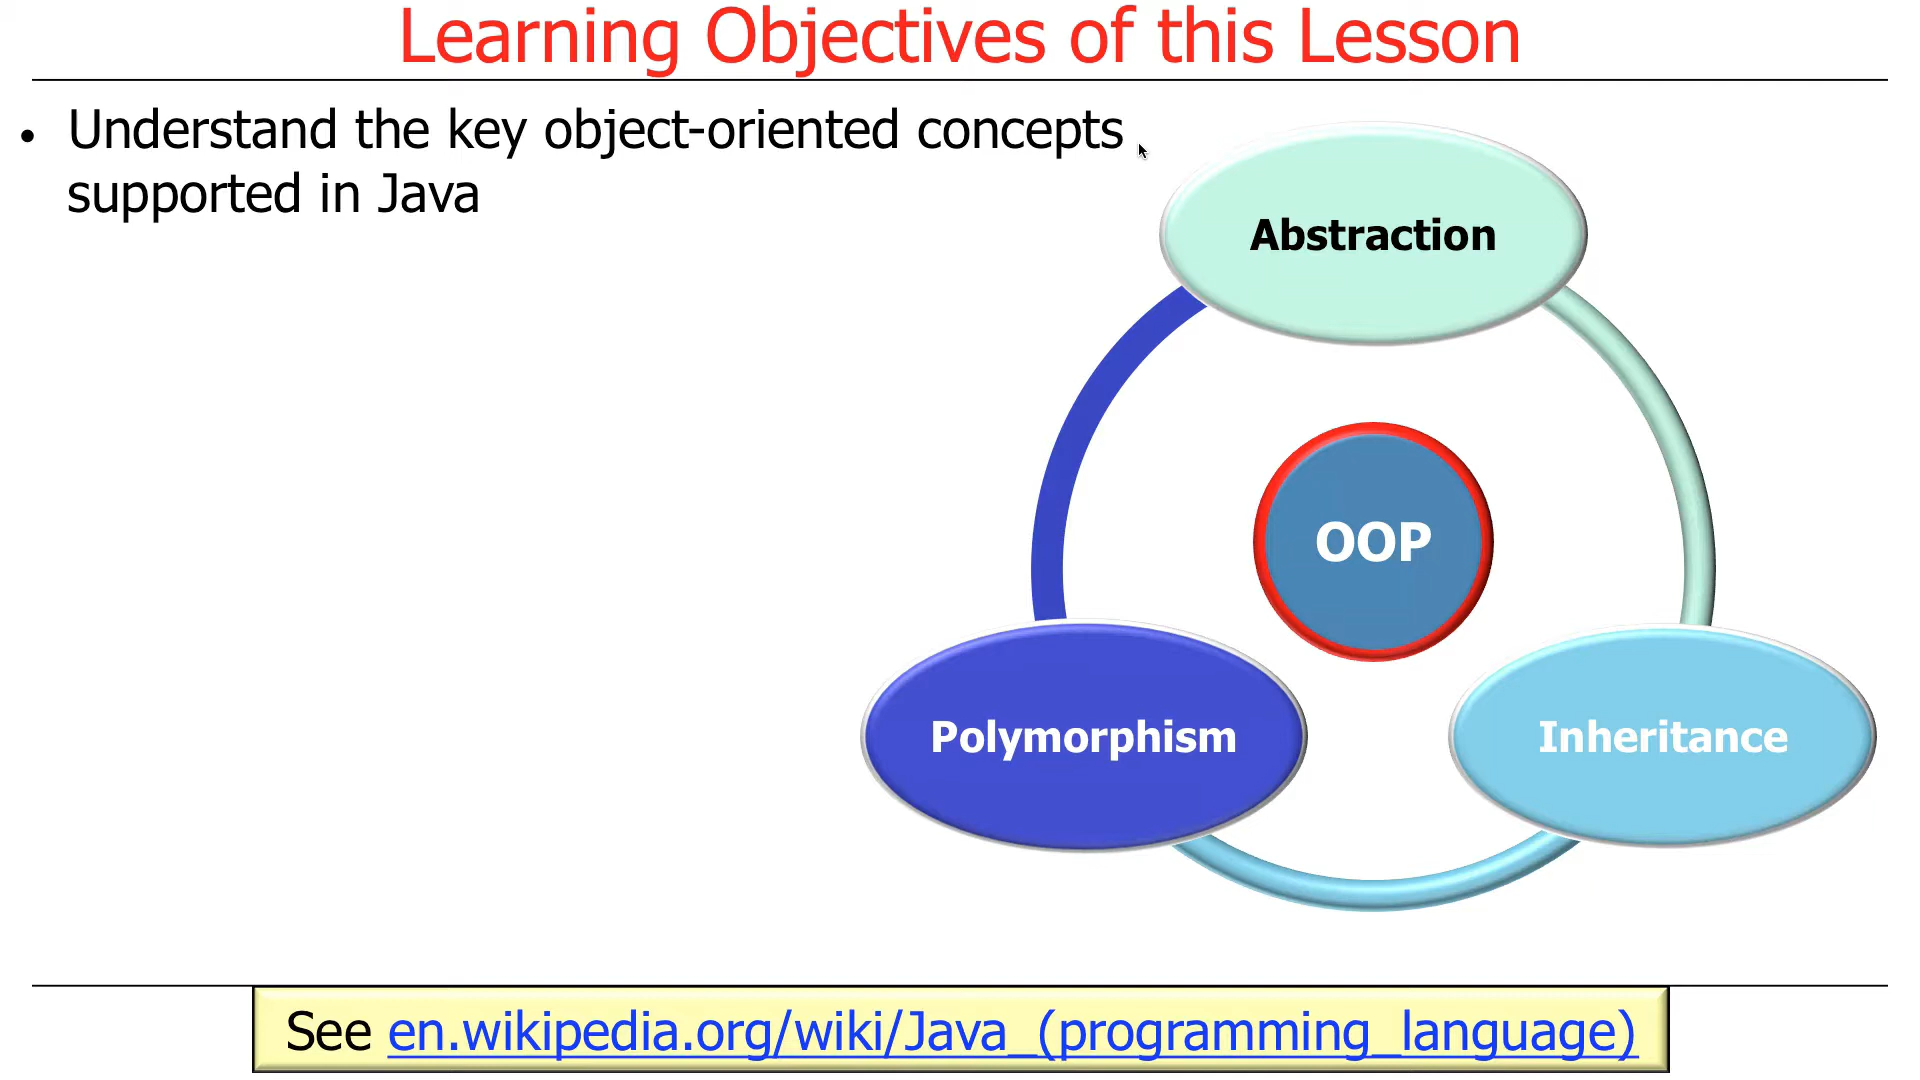 Learning Objectives of this Lesson
• Understand the key object-oriented concepts
supported in Java
Abstraction
OOP
Polymorphism
Inheritance
See en.wikipedia.org/wiki/Java_(programming_language)